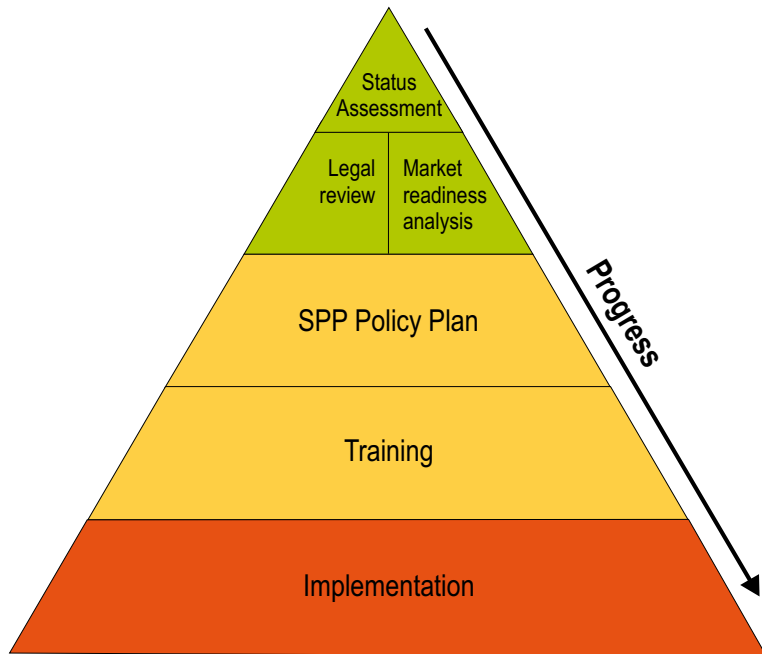 Status
Assessment
Legal
review
Market
readiness
analysis
SPP Policy Plan
Training
Implementation
Progress